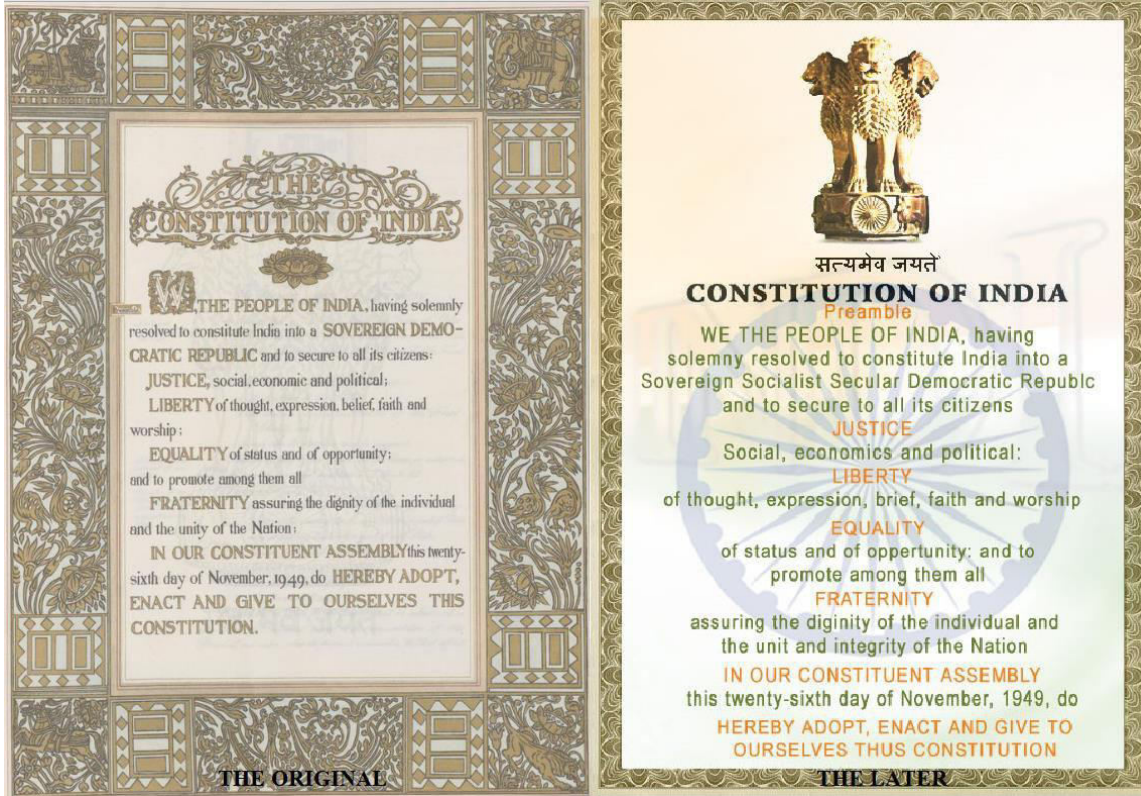 THE
CONSTITUTION OF INDIA
WE, THE PEOPLE OF INDIA, having solemnly
resolved to constitute India into a SOVEREIGN DEMO-
CRATIC REPUBLIC and to secure to all its citizens:
JUSTICE, social, economic and political;
LIBERTY of thought, expression, belief, faith and
worship;
EQUALITY of status and of opportunity;
and to promote among them all
FRATERNITY assuring the dignity of the individual
and the unity of the Nation;
IN OUR CONSTITUENT ASSEMBLY this twenty-
sixth day of November, 1949, do HEREBY ADOPT,
ENACT AND GIVE TO OURSELVES THIS
CONSTITUTION.
THE ORIGINAL
सत्यमेव जयते
CONSTITUTION OF INDIA
Preamble
WE THE PEOPLE OF INDIA, having
solemny resolved to constitute India into a
Sovereign Socialist Secular Democratic Republc
and to secure to all its citizens
JUSTICE
Social, economics and political:
LIBERTY
of thought, expression, brief, faith and worship
EQUALITY
of status and of oppertunity: and to
promote among them all
FRATERNITY
assuring the diginity of the individual and
the unit and integrity of the Nation
IN OUR CONSTITUENT ASSEMBLY
this twenty-sixth day of November, 1949, do
HEREBY ADOPT, ENACT AND GIVE TO
OURSELVES THUS CONSTITUTION
THE LATER